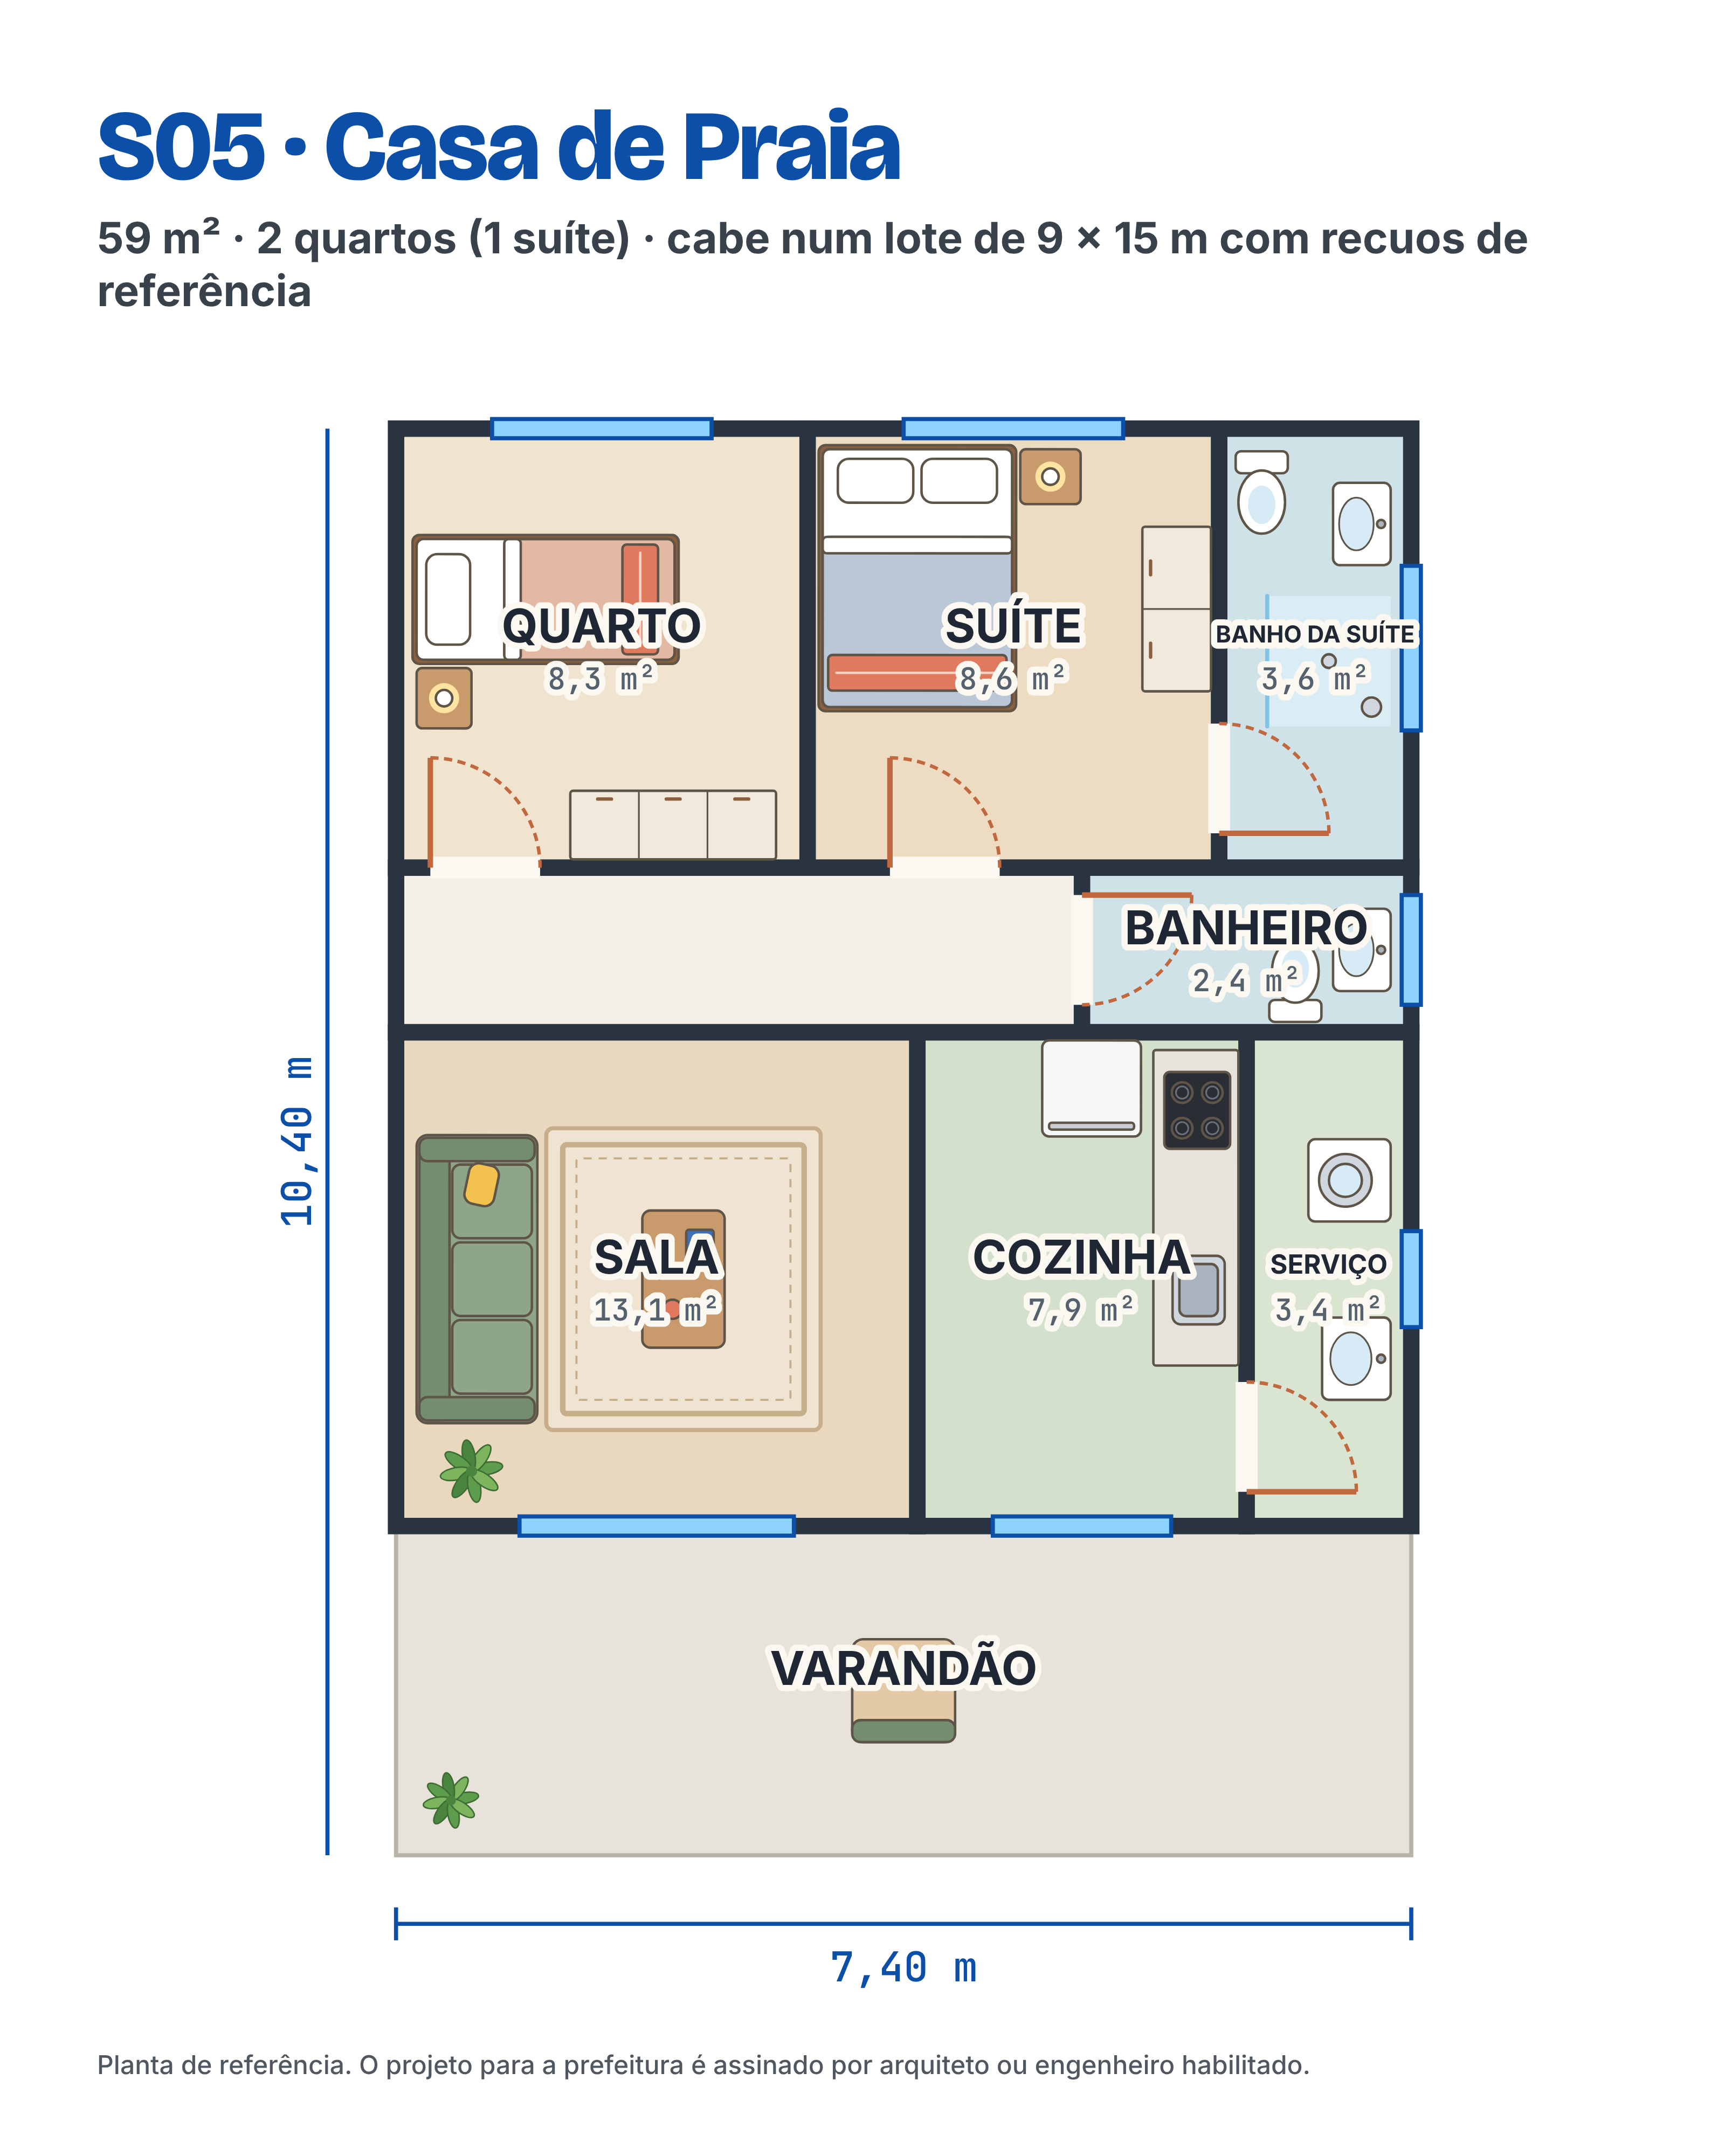 S05 · Casa de Praia
59 m² · 2 quartos (1 suíte) · cabe num lote de 9 × 15 m com recuos de
referência
QUARTO
8,3 m²
SUÍTE
8,6 m²
BANHO DA SUÍTE
3,6 m²
BANHEIRO
2,4 m²
10,40 m
SALA
13,1 m²
COZINHA
7,9 m²
SERVIÇO
3,4 m²
VARANDÃO
7,40 m
Planta de referência. O projeto para a prefeitura é assinado por arquiteto ou engenheiro habilitado.